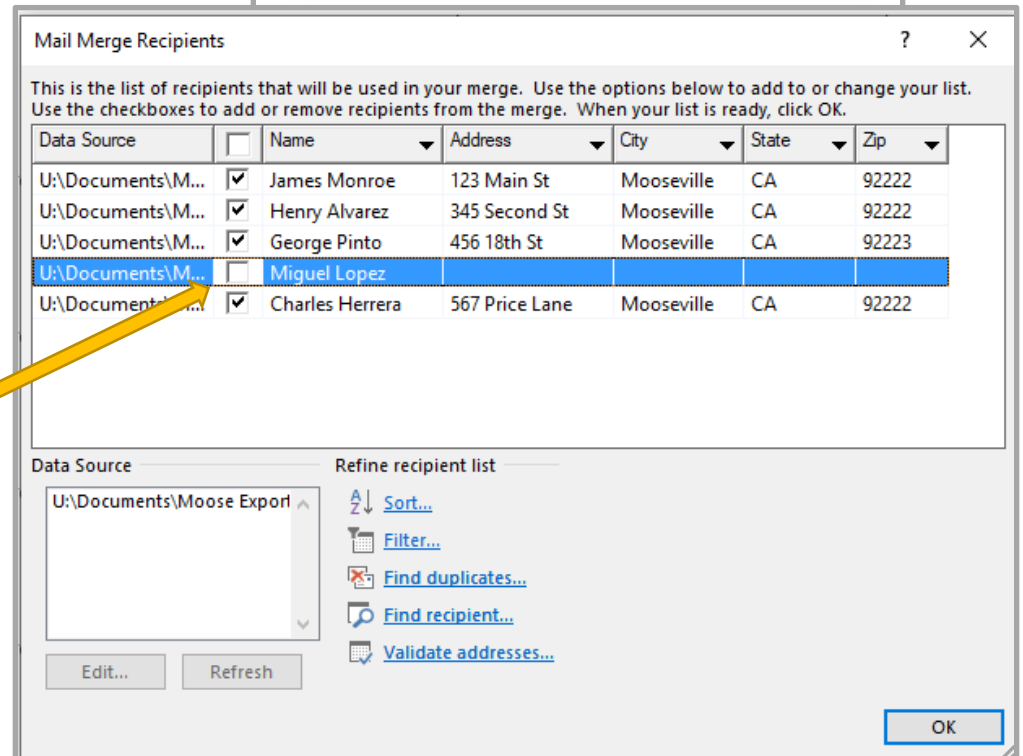 Mail Merge Recipients ?
This is the list of recipients that will be used in your merge. Use the options below to add to or change your list.
Use the checkboxes to add or remove recipients from the merge. When your list is ready, click OK.
Data Source Name Address City State Zip
U:\Documents\M... James Monroe 123 Main St Mooseville CA 92222
U:\Documents\M... Henry Alvarez 345 Second St Mooseville CA 92222
U:\Documents\M... George Pinto 456 18th St Mooseville CA 92223
U:\Documents\M... Miguel Lopez
U:\Documents\M... Charles Herrera 567 Price Lane Mooseville CA 92222
Data Source Refine recipient list
U:\Documents\Moose Export
Sort...
Filter...
Find duplicates...
Find recipient...
Validate addresses...
Edit... Refresh
OK